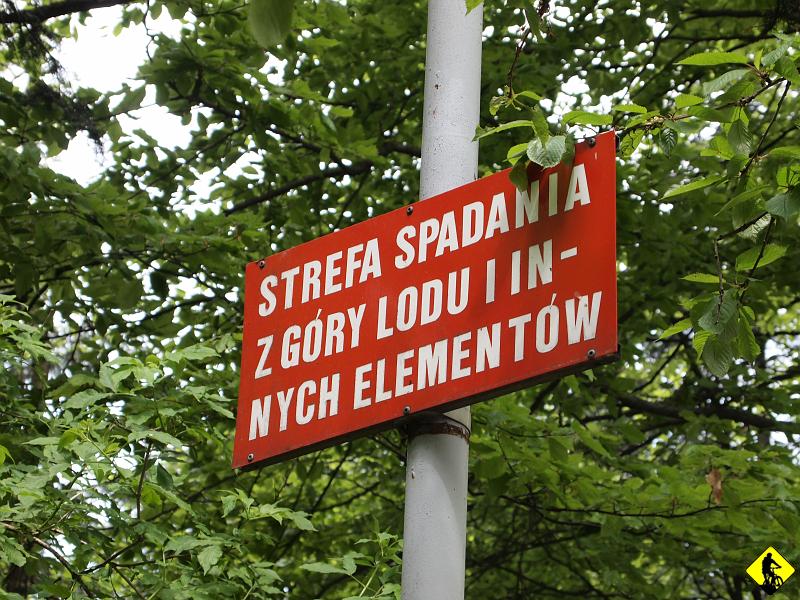 STREFA SPADANIA
Z GÓRY LODU I IN-
NYCH ELEMENTÓW